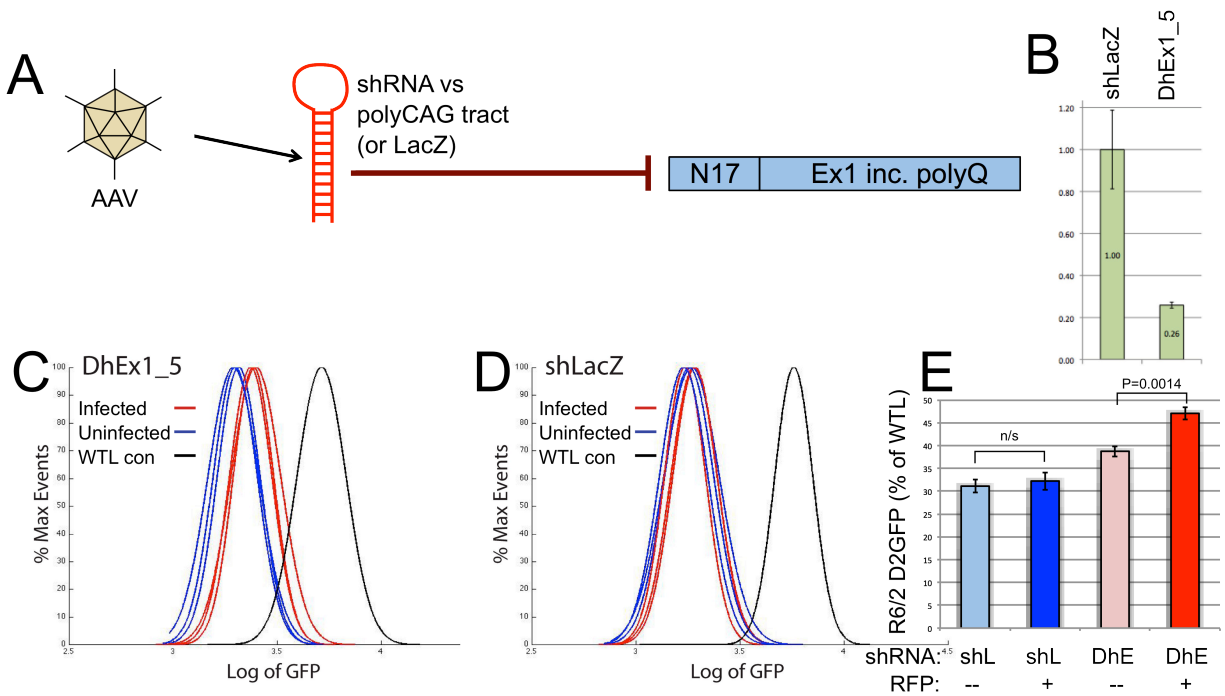 A
AAV
shRNA vs
polyCAG tract
(or LacZ)
N17
Ex1 inc. polyQ
B
shLacZ
DhEx1_5
1.20
1.00
0.80
0.60
0.40
0.20
0.00
1.00
0.26
C
DhEx1_5
Infected
Uninfected
WTL con
% Max Events
100
90
80
70
60
50
40
30
20
10
0
2.5
3
3.5
4
Log of GFP
D
shLacZ
Infected
Uninfected
WTL con
% Max Events
100
90
80
70
60
50
40
30
20
10
0
2.5
3
3.5
4
4.5
Log of GFP
E
P=0.0014
n/s
R6/2 D2GFP (% of WTL)
50
45
40
35
30
25
20
15
10
5
0
shRNA: shL shL DhE DhE
RFP: -- + -- +